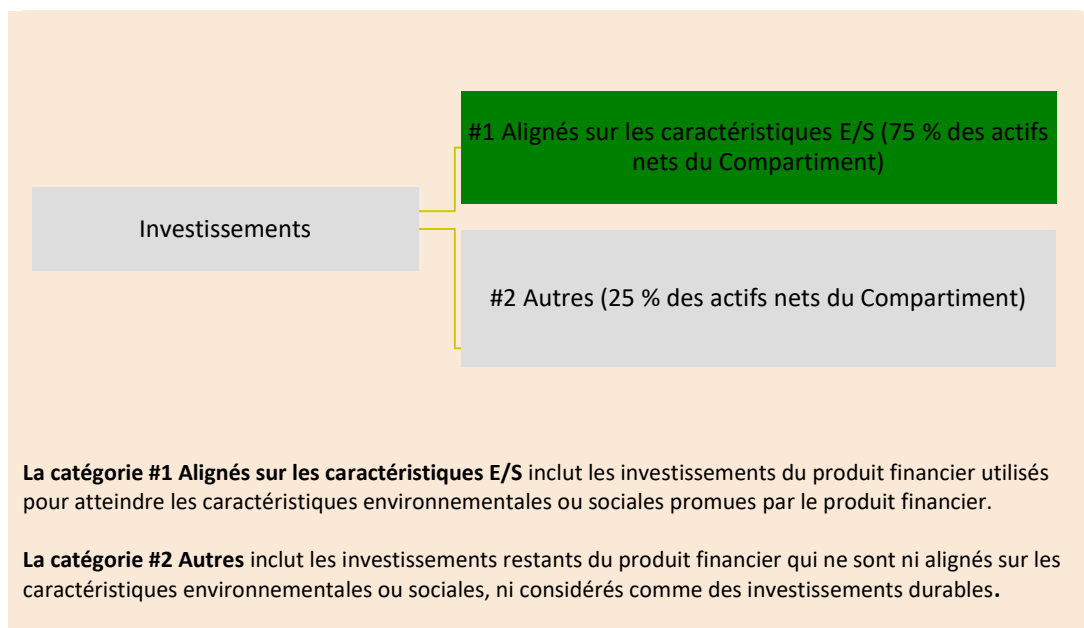 #1 Alignés sur les caractéristiques E/S (75 % des actifs
nets du Compartiment)
Investissements
#2 Autres (25 % des actifs nets du Compartiment)
La catégorie #1 Alignés sur les caractéristiques E/S inclut les investissements du produit financier utilisés
pour atteindre les caractéristiques environnementales ou sociales promues par le produit financier.
La catégorie #2 Autres inclut les investissements restants du produit financier qui ne sont ni alignés sur les
caractéristiques environnementales ou sociales, ni considérés comme des investissements durables.